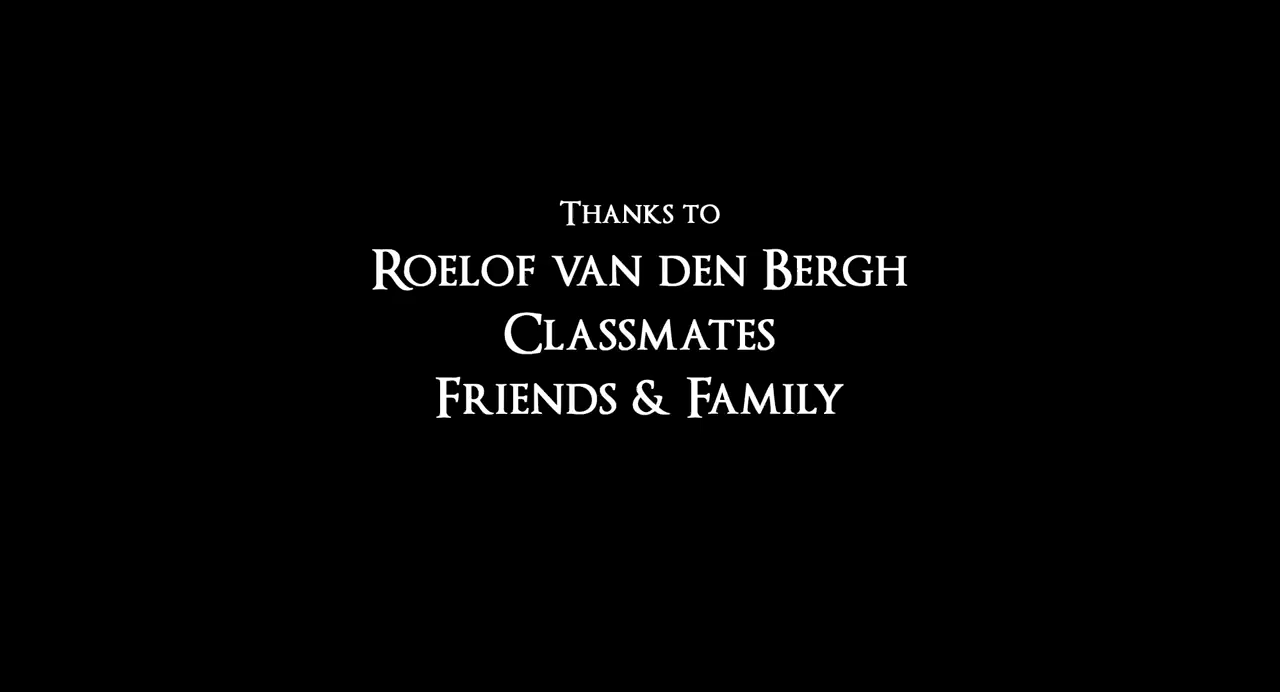 Thanks to
Roelof van den Bergh
Classmates
Friends & Family